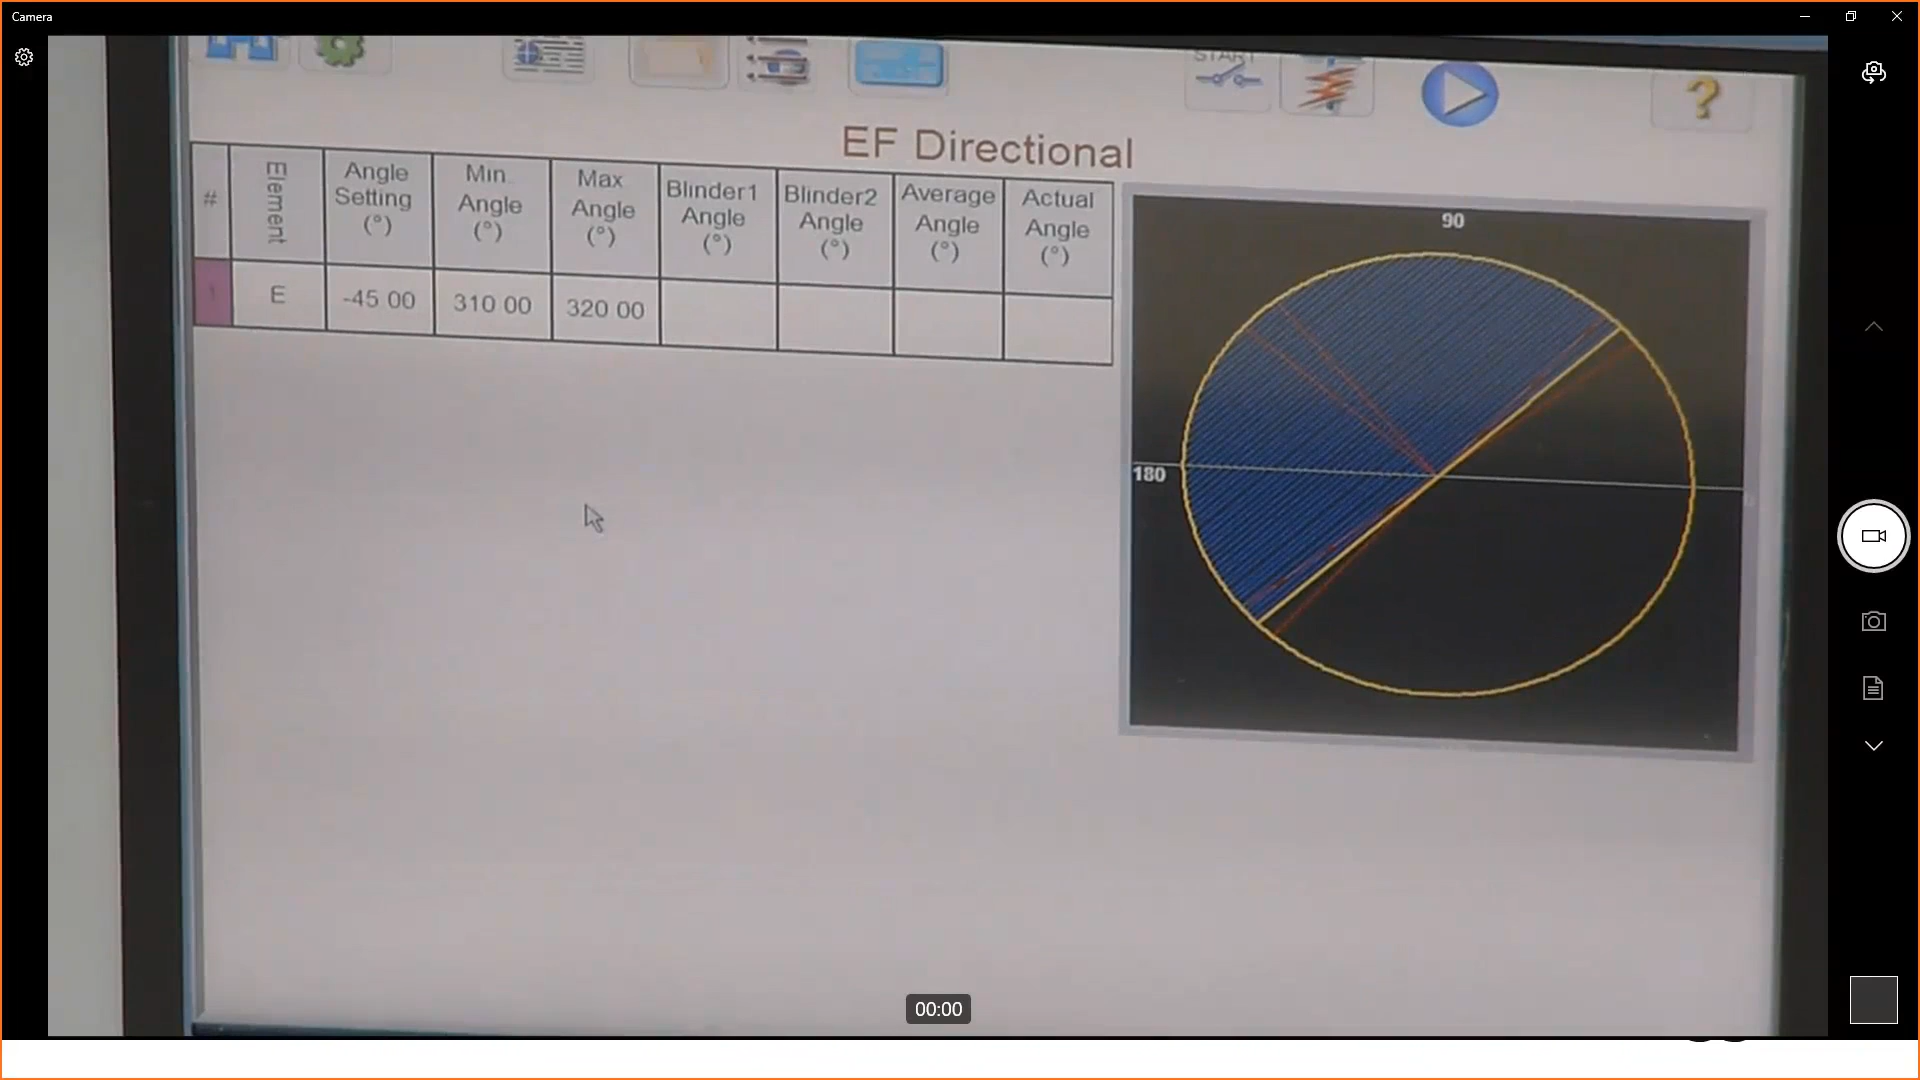 Camera
START
?
EF Directional
#
Element
Angle
Setting
(°)
Min
Angle
(°)
Max
Angle
(°)
Blinder1
Angle
(°)
Blinder2
Angle
(°)
Average
Angle
(°)
Actual
Angle
(°)
1
E
-45 00
310 00
320 00
90
180
00:00